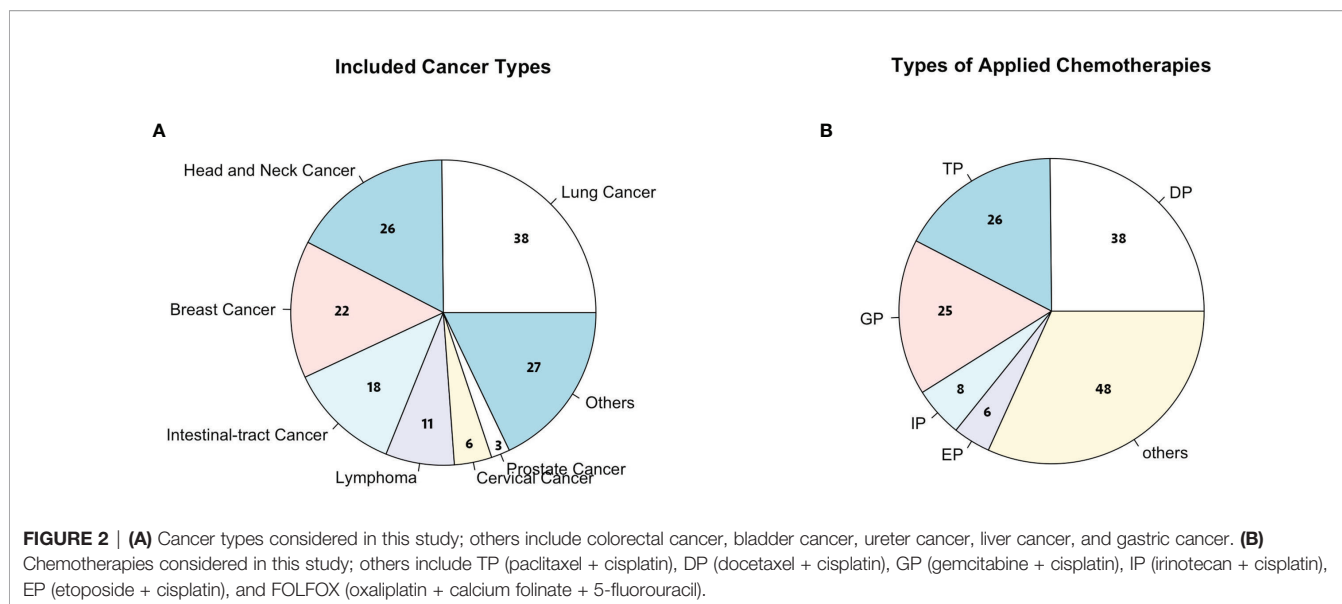 Included Cancer Types
Types of Applied Chemotherapies
A
Head and Neck Cancer
Lung Cancer
26
38
Breast Cancer
22
27
Others
18
Intestinal-tract Cancer
11
6
3
Prostate Cancer
Lymphoma
Cervical Cancer
B
TP
DP
26
38
GP
25
8
48
IP
6
EP
others
FIGURE 2 | (A) Cancer types considered in this study; others include colorectal cancer, bladder cancer, ureter cancer, liver cancer, and gastric cancer. (B)
Chemotherapies considered in this study; others include TP (paclitaxel + cisplatin), DP (docetaxel + cisplatin), GP (gemcitabine + cisplatin), IP (irinotecan + cisplatin),
EP (etoposide + cisplatin), and FOLFOX (oxaliplatin + calcium folinate + 5-fluorouracil).